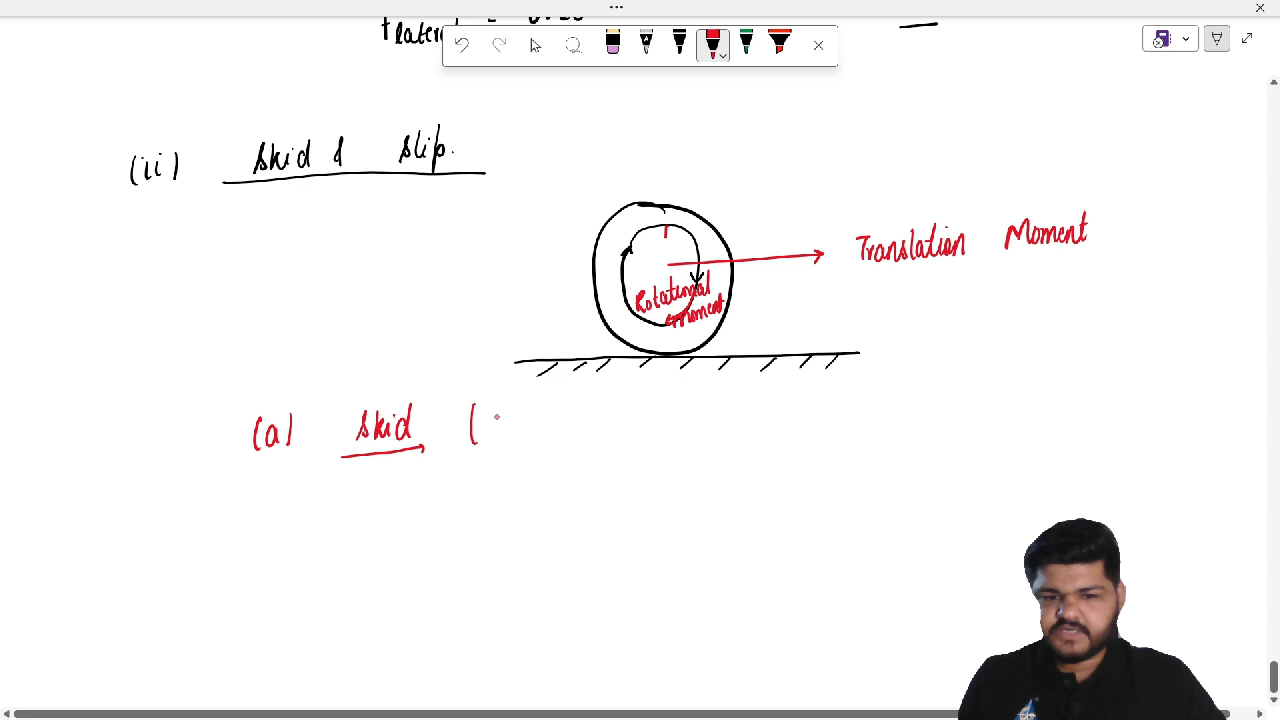 (ii) Skid & Slip.
Translation Moment
Rotational
moment
(a) Skid (